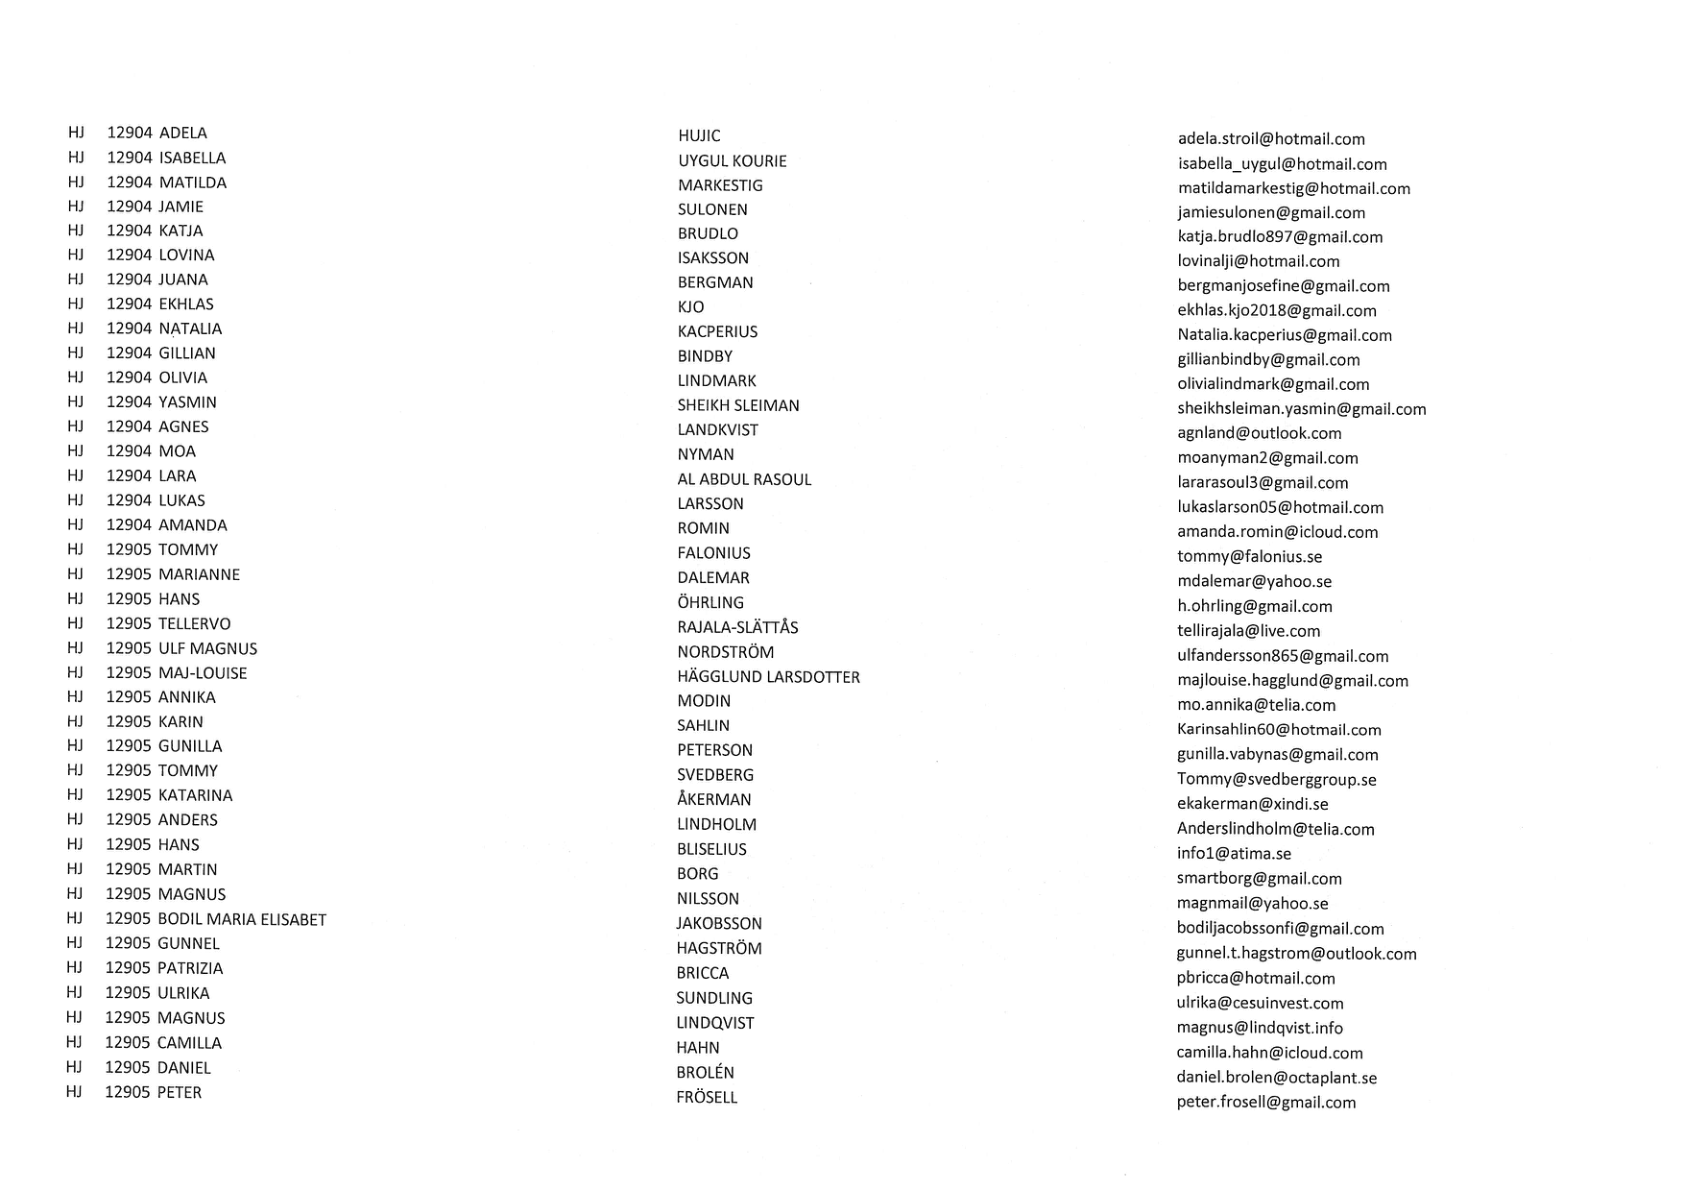 HJ 12904 ADELA HUJIC adela.stroil@hotmail.com
HJ 12904 ISABELLA UYGUL KOURIE isabella_uygul@hotmail.com
HJ 12904 MATILDA MARKESTIG matildamarkestig@hotmail.com
HJ 12904 JAMIE SULONEN jamiesulonen@gmail.com
HJ 12904 KATJA BRUDLO katja.brudlo897@gmail.com
HJ 12904 LOVINA ISAKSSON lovinalji@hotmail.com
HJ 12904 JUANA BERGMAN bergmanjosefine@gmail.com
HJ 12904 EKHLAS KJO ekhlas.kjo2018@gmail.com
HJ 12904 NATALIA KACPERIUS Natalia.kacperius@gmail.com
HJ 12904 GILLIAN BINDBY gillianbindby@gmail.com
HJ 12904 OLIVIA LINDMARK olivialindmark@gmail.com
HJ 12904 YASMIN SHEIKH SLEIMAN sheikhsleiman.yasmin@gmail.com
HJ 12904 AGNES LANDKVIST agnland@outlook.com
HJ 12904 MOA NYMAN moanyman2@gmail.com
HJ 12904 LARA AL ABDUL RASOUL lararasoul3@gmail.com
HJ 12904 LUKAS LARSSON lukaslarson05@hotmail.com
HJ 12904 AMANDA ROMIN amanda.romin@icloud.com
HJ 12905 TOMMY FALONIUS tommy@falonius.se
HJ 12905 MARIANNE DALEMAR mdalemar@yahoo.se
HJ 12905 HANS ÖHRLING h.ohrling@gmail.com
HJ 12905 TELLERVO RAJALA-SLÄTTÅS tellirajala@live.com
HJ 12905 ULF MAGNUS NORDSTRÖM ulfandersson865@gmail.com
HJ 12905 MAJ-LOUISE HÄGGLUND LARSDOTTER majlouise.hagglund@gmail.com
HJ 12905 ANNIKA MODIN mo.annika@telia.com
HJ 12905 KARIN SAHLIN Karinsahlin60@hotmail.com
HJ 12905 GUNILLA PETERSON gunilla.vabynas@gmail.com
HJ 12905 TOMMY SVEDBERG Tommy@svedberggroup.se
HJ 12905 KATARINA ÅKERMAN ekakerman@xindi.se
HJ 12905 ANDERS LINDHOLM Anderslindholm@telia.com
HJ 12905 HANS BLISELIUS info1@atima.se
HJ 12905 MARTIN BORG smartborg@gmail.com
HJ 12905 MAGNUS NILSSON magnmail@yahoo.se
HJ 12905 BODIL MARIA ELISABET JAKOBSSON bodiljacobssonfi@gmail.com
HJ 12905 GUNNEL HAGSTRÖM gunnel.t.hagstrom@outlook.com
HJ 12905 PATRIZIA BRICCA pbricca@hotmail.com
HJ 12905 ULRIKA SUNDLING ulrika@cesuinvest.com
HJ 12905 MAGNUS LINDQVIST magnus@lindqvist.info
HJ 12905 CAMILLA HAHN camilla.hahn@icloud.com
HJ 12905 DANIEL BROLÉN daniel.brolen@octaplant.se
HJ 12905 PETER FRÖSELL peter.frosell@gmail.com